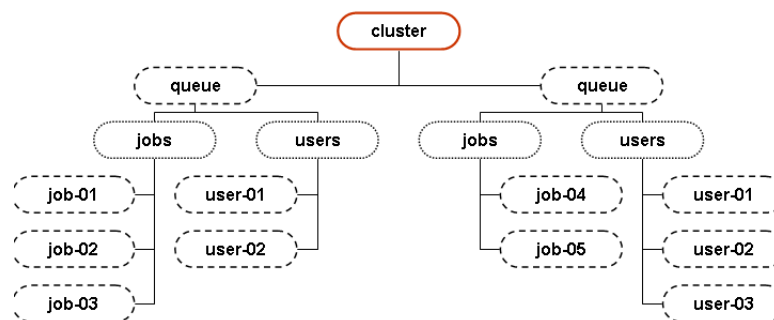 cluster
queue queue
jobs users jobs users
job-01 user-01 job-04 user-01
job-02 user-02 job-05 user-02
job-03 user-03